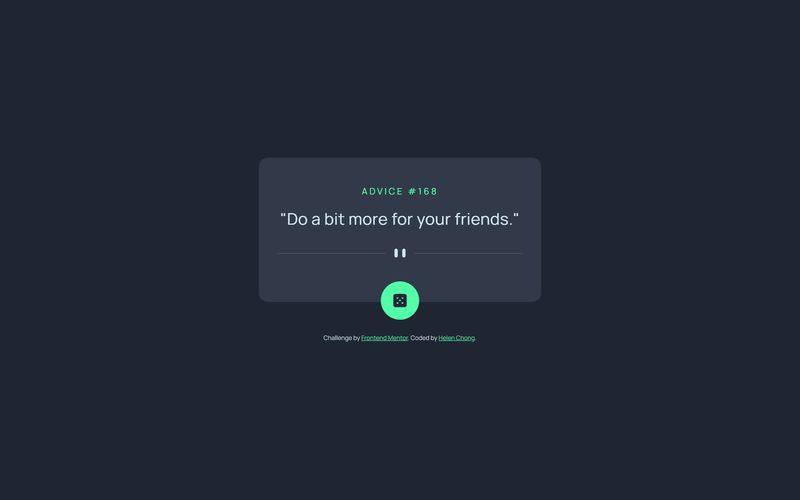 ADVICE #168
"Do a bit more for your friends."
Challenge by Frontend Mentor. Coded by Helen Chong.